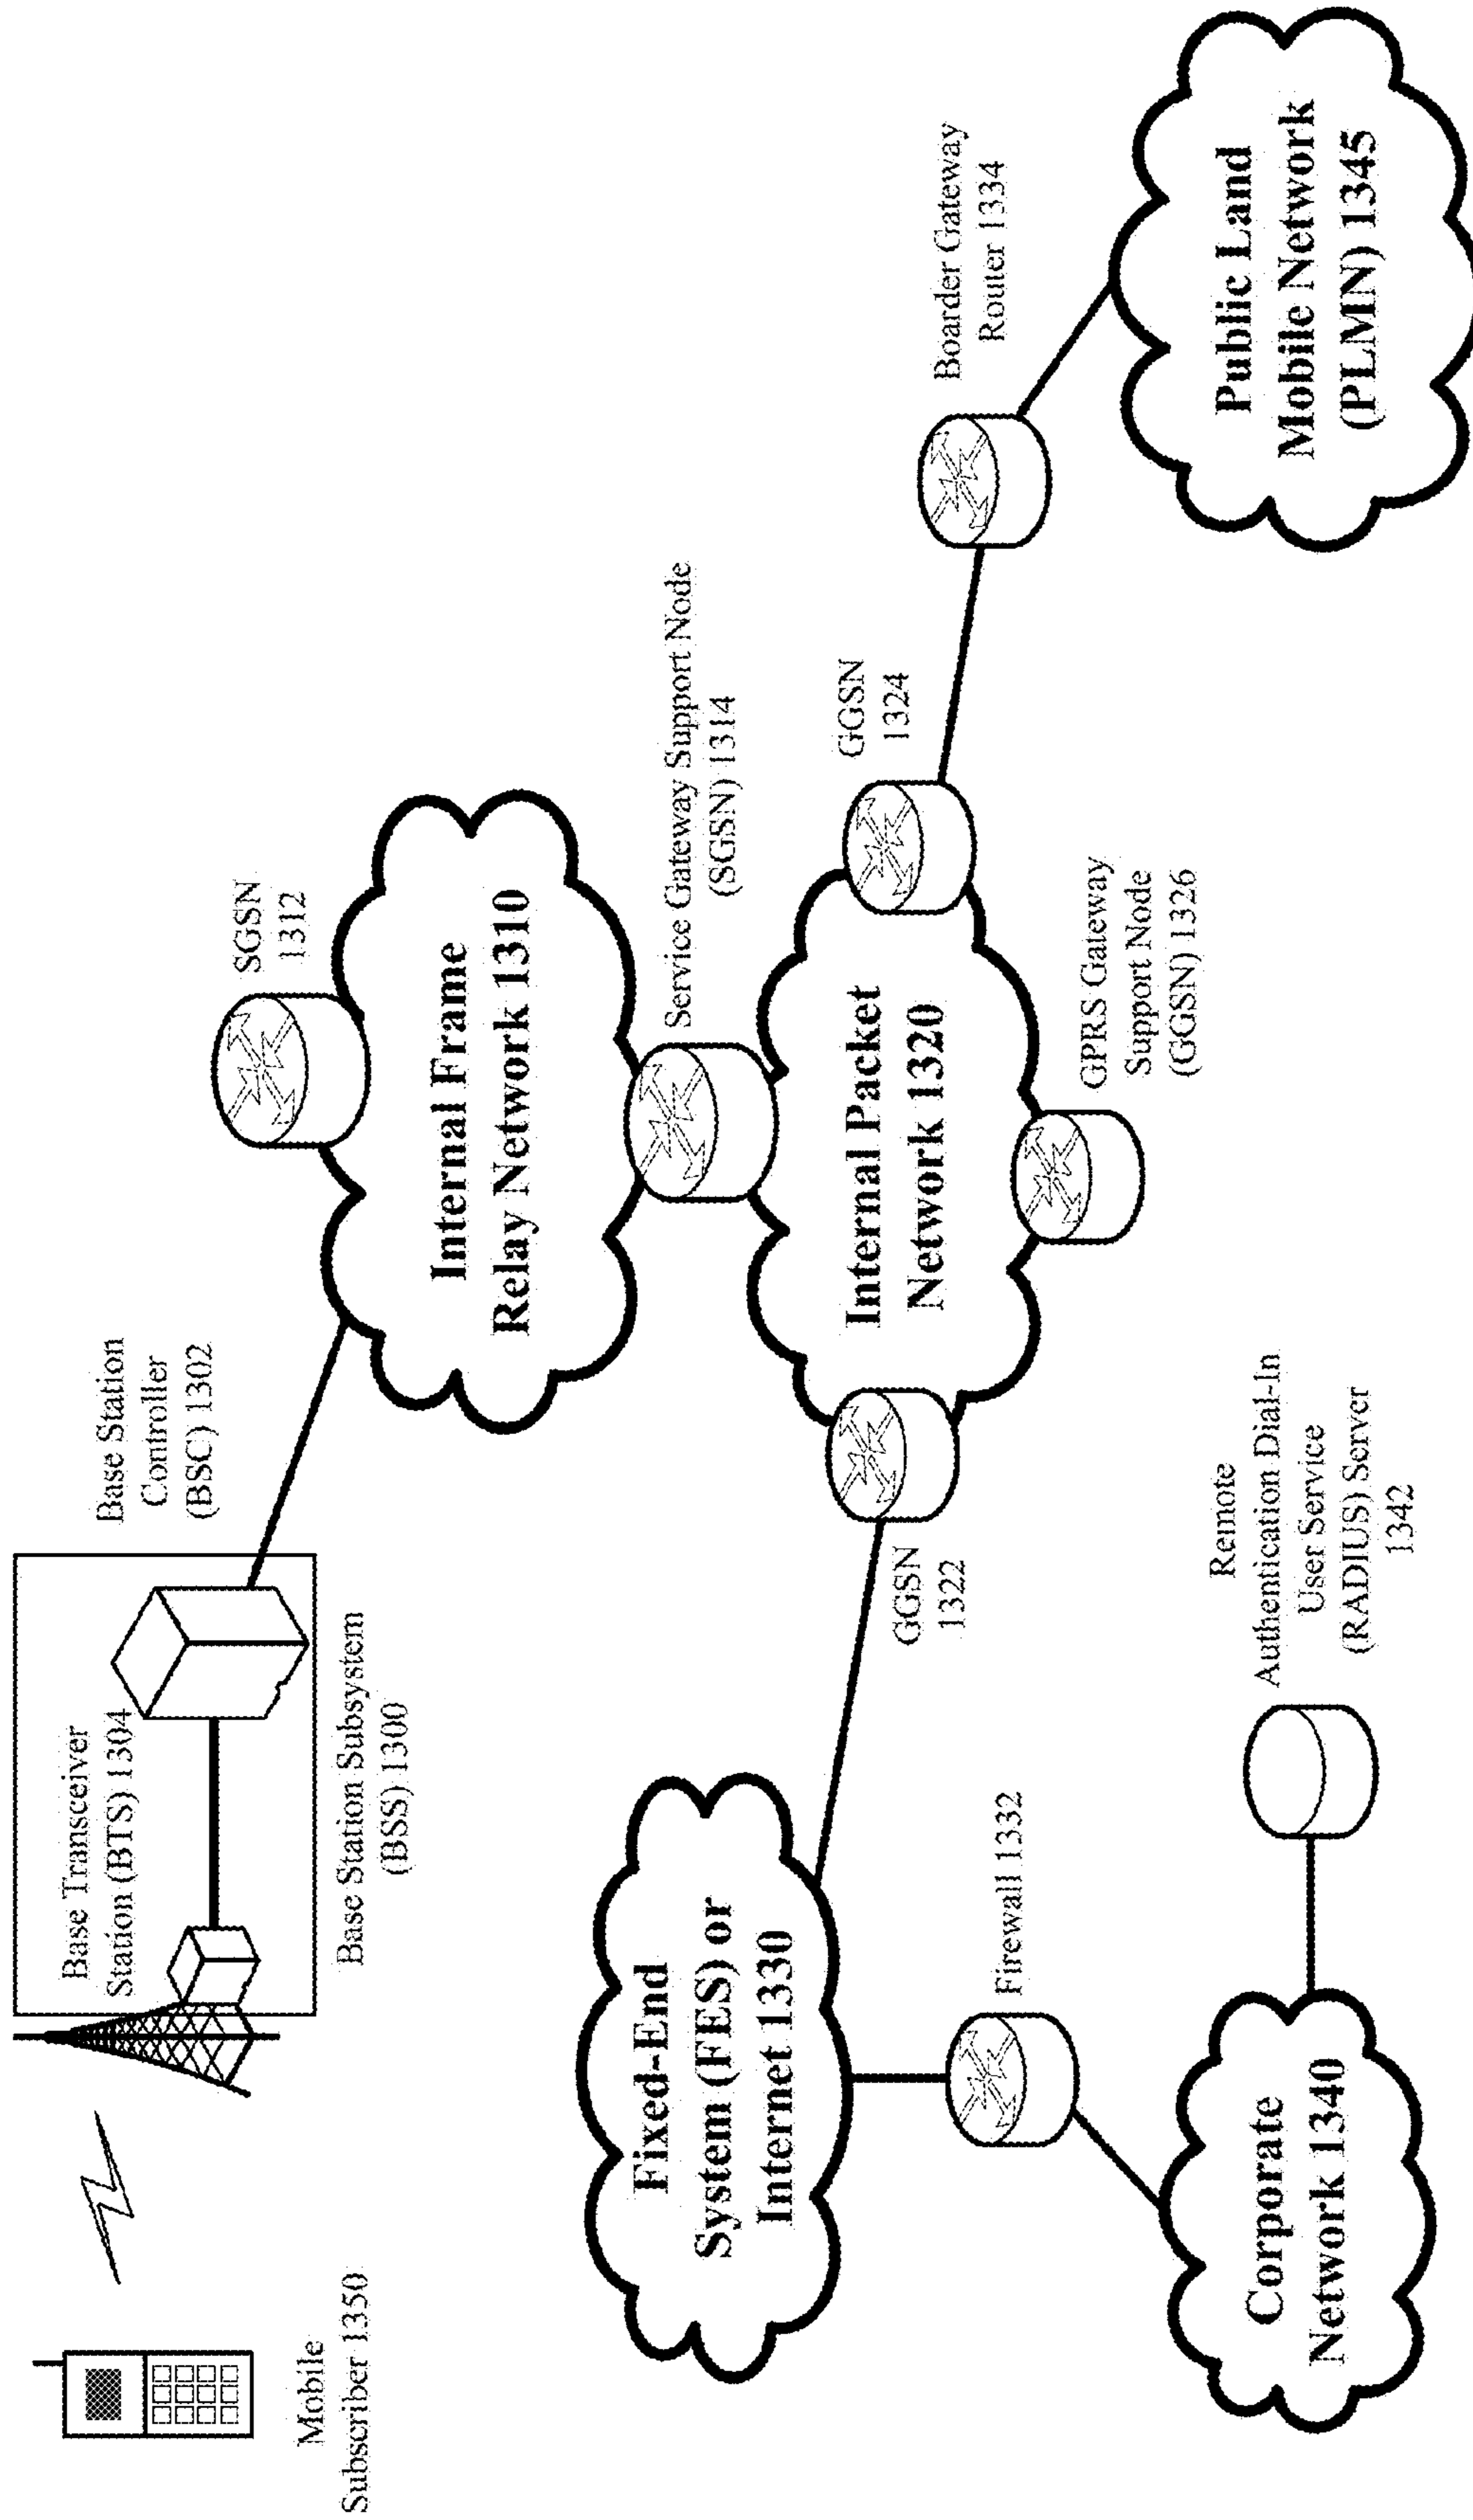 Mobile
Subscriber 1350
Base Transceiver
Station (BTS) 1304
Base Station Subsystem
(BSS) 1300
Base Station
Controller
(BSC) 1302
SGSN
1312
Internal Frame
Relay Network 1310
Service Gateway Support Node
(SGSN) 1314
Internal Packet
Network 1320
GGSN
1322
GGSN
1324
GPRS Gateway
Support Node
(GGSN) 1326
Boarder Gateway
Router 1334
Public Land
Mobile Network
(PLMN) 1345
Fixed-End
System (FES) or
Internet 1330
Firewall 1332
Corporate
Network 1340
Remote
Authentication Dial-In
User Service
(RADIUS) Server
1342